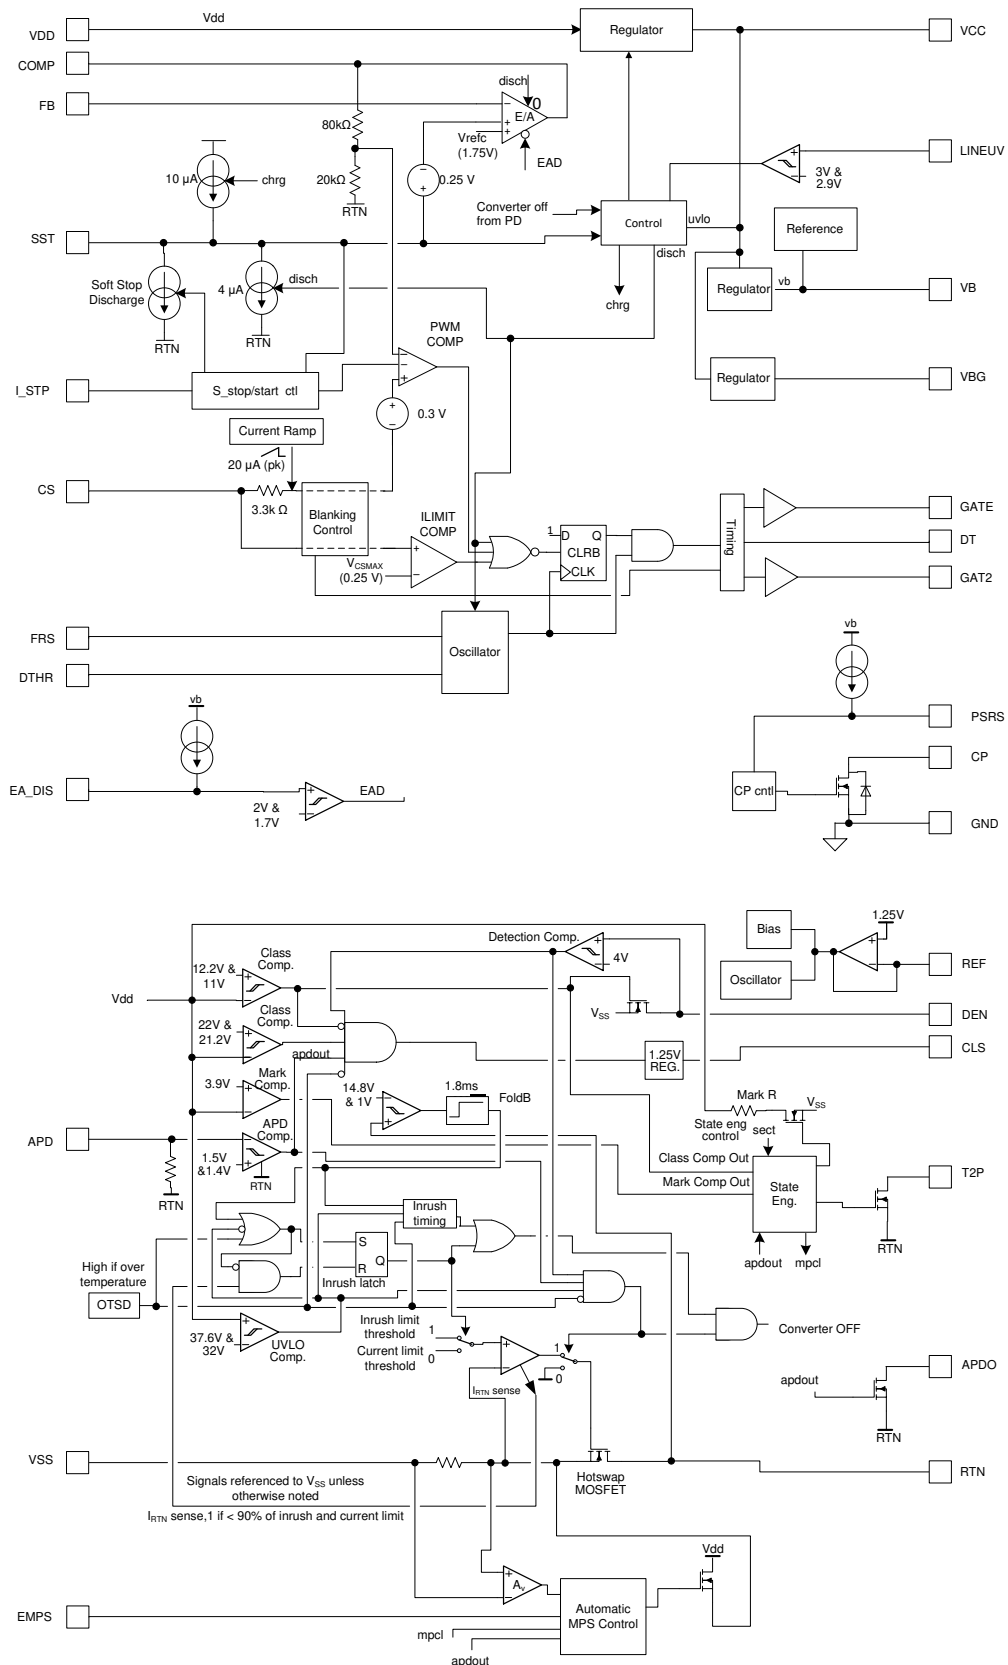 Vdd
VDD
Regulator
VCC
COMP
disch
FB
0
E/A
80kΩ
Vrefc
(1.75V)
EAD
LINEUV
3V &
2.9V
10 µA
chrg
20kΩ
0.25 V
RTN
Converter off
from PD
Control
uvlo
Reference
SST
disch
Soft Stop
Discharge
disch
4 µA
chrg
Regulator
vb
VB
RTN
RTN
PWM
COMP
I_STP
S_stop/start ctl
Regulator
VBG
0.3 V
Current Ramp
20 µA (pk)
CS
3.3k Ω
Blanking
Control
ILIMIT
COMP
VCSMAX
(0.25 V)
1
D
Q
CLRB
CLK
Timing
GATE
DT
GAT2
FRS
Oscillator
DTHR
vb
vb
PSRS
CP
EA_DIS
EAD
2V &
1.7V
CP cntl
GND
1.25V
Bias
Detection Comp.
4V
Class
Comp.
12.2V &
11V
Oscillator
REF
Vdd
VSS
DEN
22V &
21.2V
Class
Comp.
apdout
1.25V
REG.
CLS
Mark
Comp.
3.9V
14.8V
& 1V
1.8ms
FoldB
Mark R
VSS
State eng
control
sect
APD
APD
Comp.
1.5V
&1.4V
RTN
RTN
Class Comp Out
Mark Comp Out
State
Eng.
T2P
RTN
Inrush
timing
S
R
Q
Inrush latch
apdout
mpcl
High if over
temperature
OTSD
37.6V &
32V
UVLO
Comp.
Inrush limit
threshold
1
Current limit
threshold
0
1
0
Converter OFF
IRTN sense
apdout
APDO
RTN
VSS
Signals referenced to VSS unless
otherwise noted
IRTN sense,1 if < 90% of inrush and current limit
Hotswap
MOSFET
RTN
Vdd
Av
EMPS
Automatic
MPS Control
mpcl
apdout